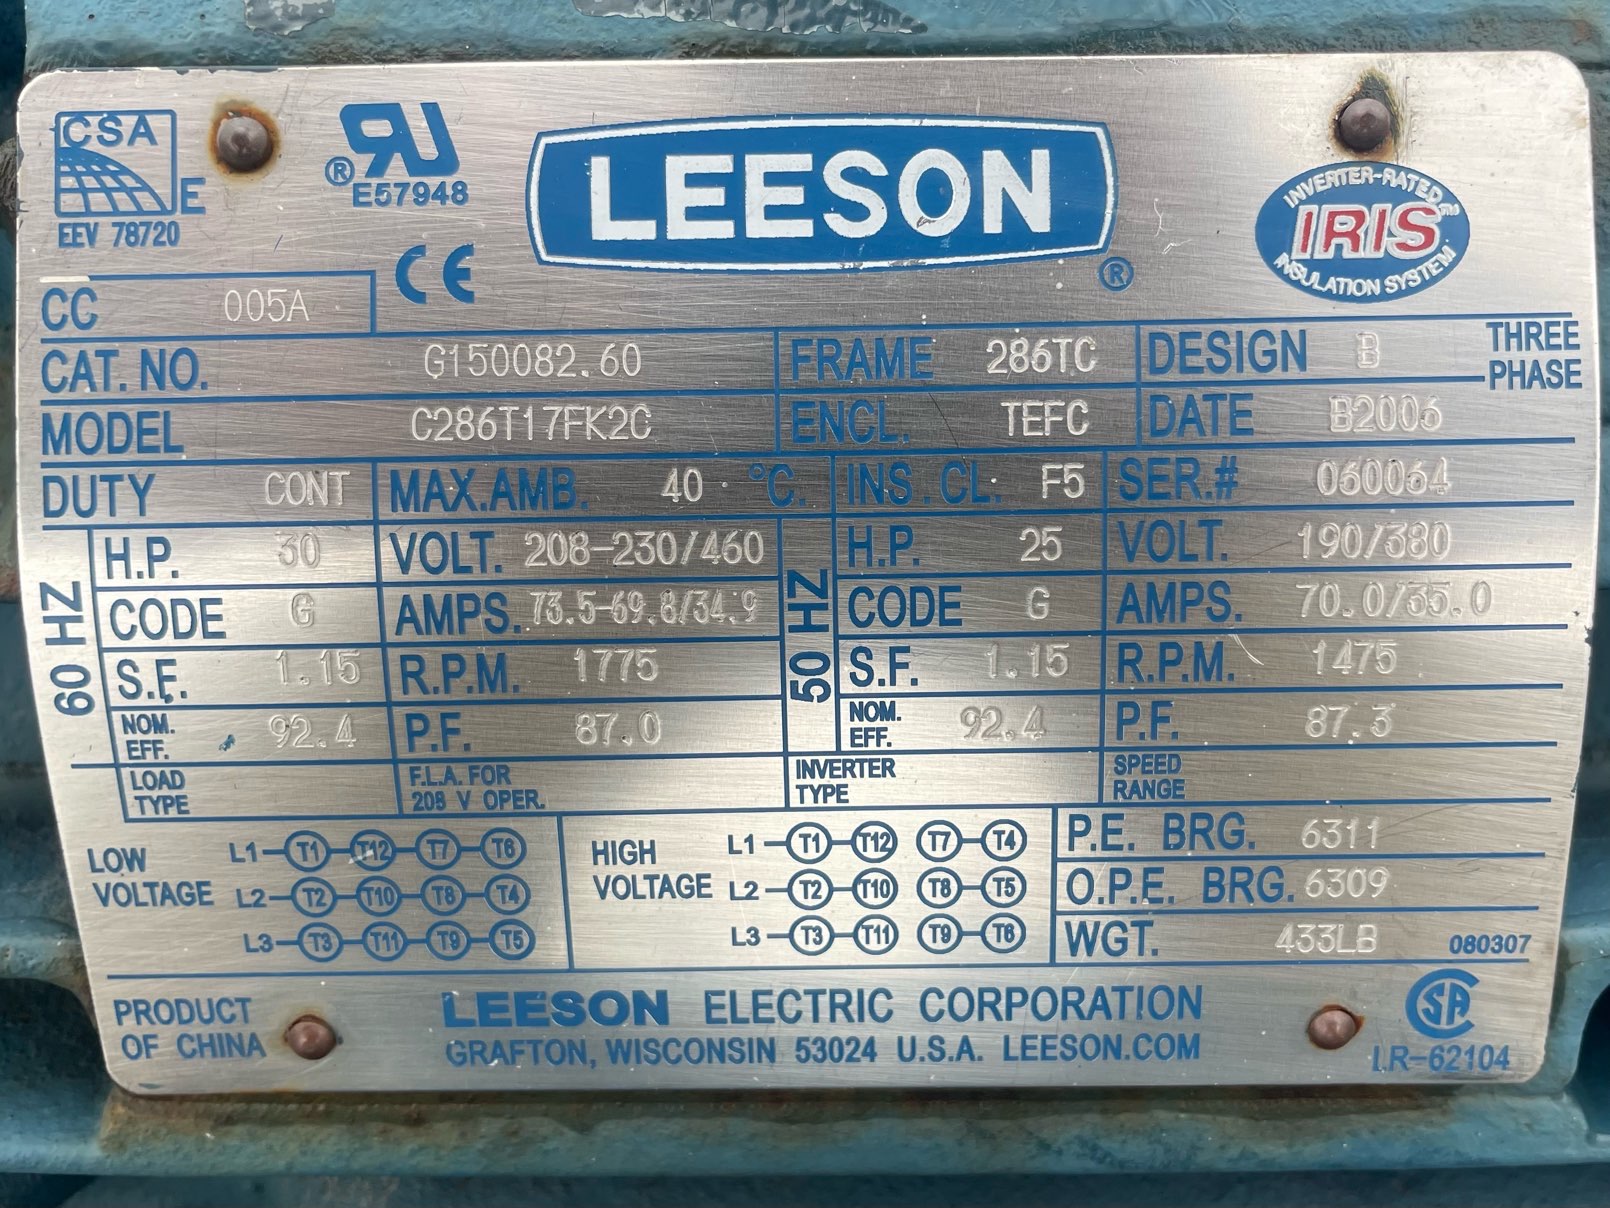 CSA
E
EEV 78720
® RU
E57948
CE
LEESON ®
INVERTER-RATED
IRIS
INSULATION SYSTEM
CC 005A
CAT. NO. G150082.60 FRAME 286TC DESIGN B THREE PHASE
MODEL C286T17FK2C ENCL. TEFC DATE B2006
DUTY CONT MAX.AMB. 40 °C. INS.CL. F5 SER.# 060064
60 HZ
H.P. 30 VOLT. 208-230/460
CODE G AMPS. 73.5-69.8/34.9
S.F. 1.15 R.P.M. 1775
NOM. EFF. 92.4 P.F. 87.0
50 HZ
H.P. 25 VOLT. 190/380
CODE G AMPS. 70.0/35.0
S.F. 1.15 R.P.M. 1475
NOM. EFF. 92.4 P.F. 87.3
LOAD TYPE F.L.A. FOR 208 V OPER. INVERTER TYPE SPEED RANGE
LOW VOLTAGE
L1-T1-T12-T7-T6
L2-T2-T10-T8-T4
L3-T3-T11-T9-T5
HIGH VOLTAGE
L1-T1-T12 T7-T4
L2-T2-T10 T8-T5
L3-T3-T11 T9-T6
P.E. BRG. 6311
O.P.E. BRG. 6309
WGT. 433LB 080307
PRODUCT OF CHINA
LEESON ELECTRIC CORPORATION
GRAFTON, WISCONSIN 53024 U.S.A. LEESON.COM
CSA
LR-62104